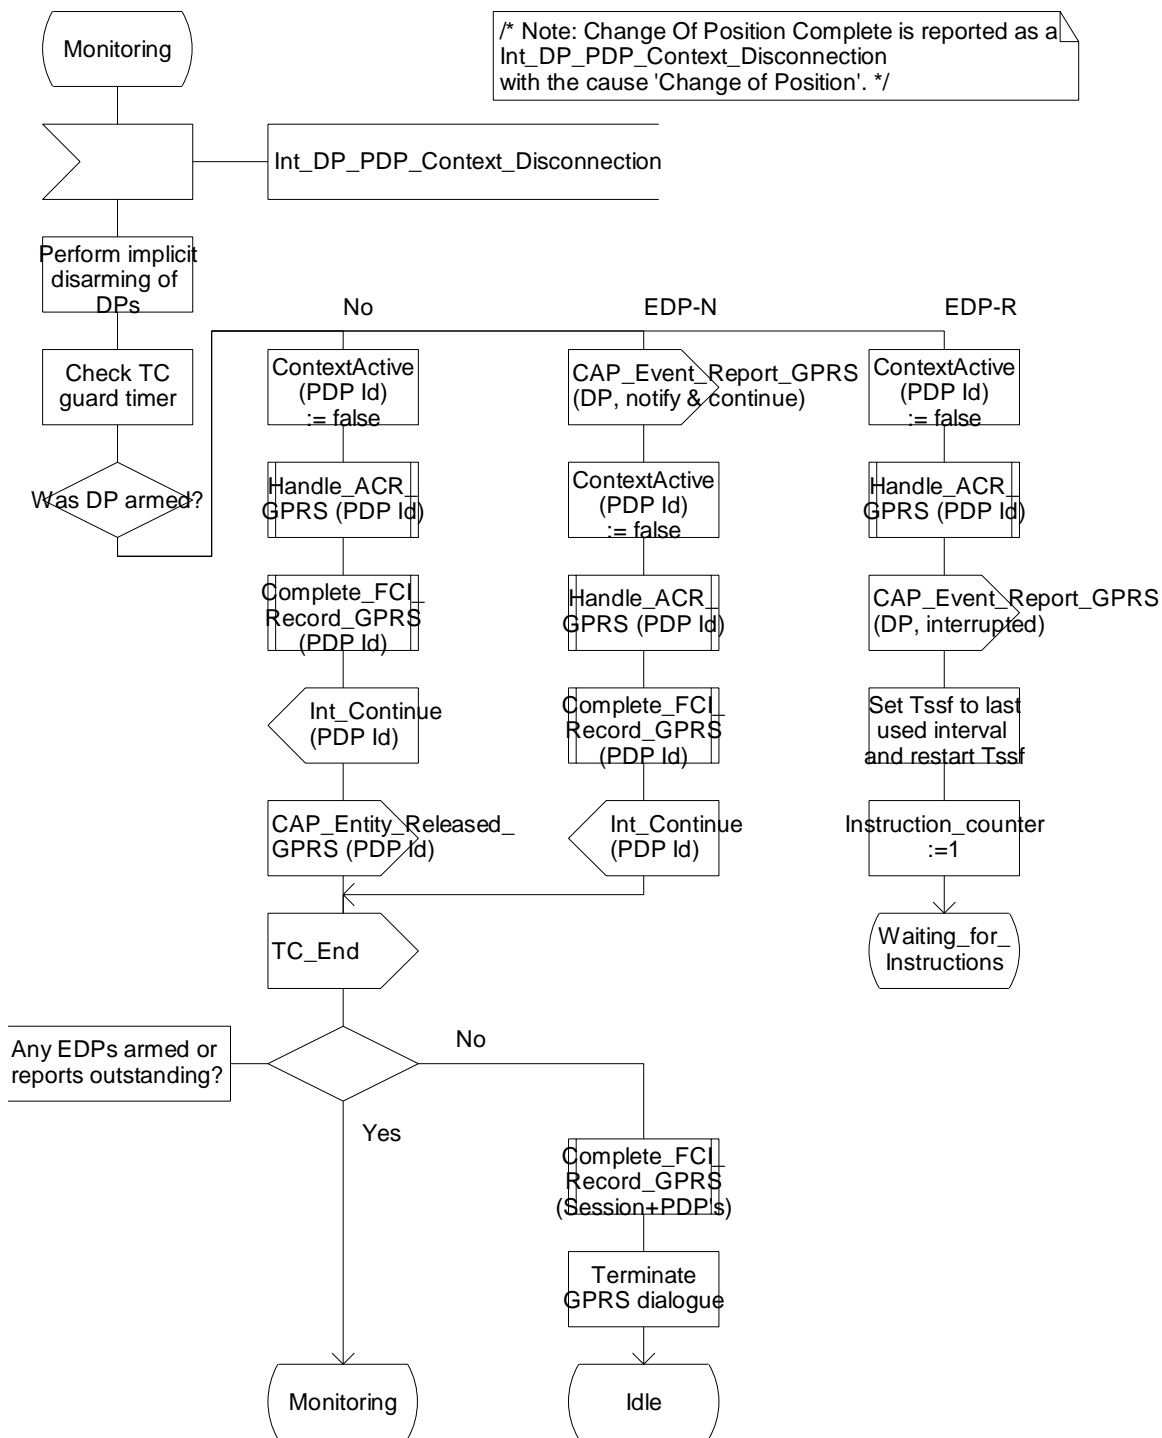 Monitoring
/* Note: Change Of Position Complete is reported as a
Int_DP_PDP_Context_Disconnection
with the cause 'Change of Position'. */
Int_DP_PDP_Context_Disconnection
Perform implicit
disarming of
DPs
Check TC
guard timer
Was DP armed?
No
EDP-N
EDP-R
ContextActive
(PDP Id)
:= false
Handle_ACR_
GPRS (PDP Id)
Complete_FCI_
Record_GPRS
(PDP Id)
Int_Continue
(PDP Id)
CAP_Entity_Released_
GPRS (PDP Id)
CAP_Event_Report_GPRS
(DP, notify & continue)
ContextActive
(PDP Id)
:= false
Handle_ACR_
GPRS (PDP Id)
Complete_FCI_
Record_GPRS
(PDP Id)
Int_Continue
(PDP Id)
ContextActive
(PDP Id)
:= false
Handle_ACR_
GPRS (PDP Id)
CAP_Event_Report_GPRS
(DP, interrupted)
Set Tssf to last
used interval
and restart Tssf
Instruction_counter
:=1
Waiting_for_
Instructions
TC_End
Any EDPs armed or
reports outstanding?
No
Yes
Complete_FCI_
Record_GPRS
(Session+PDP's)
Terminate
GPRS dialogue
Monitoring
Idle